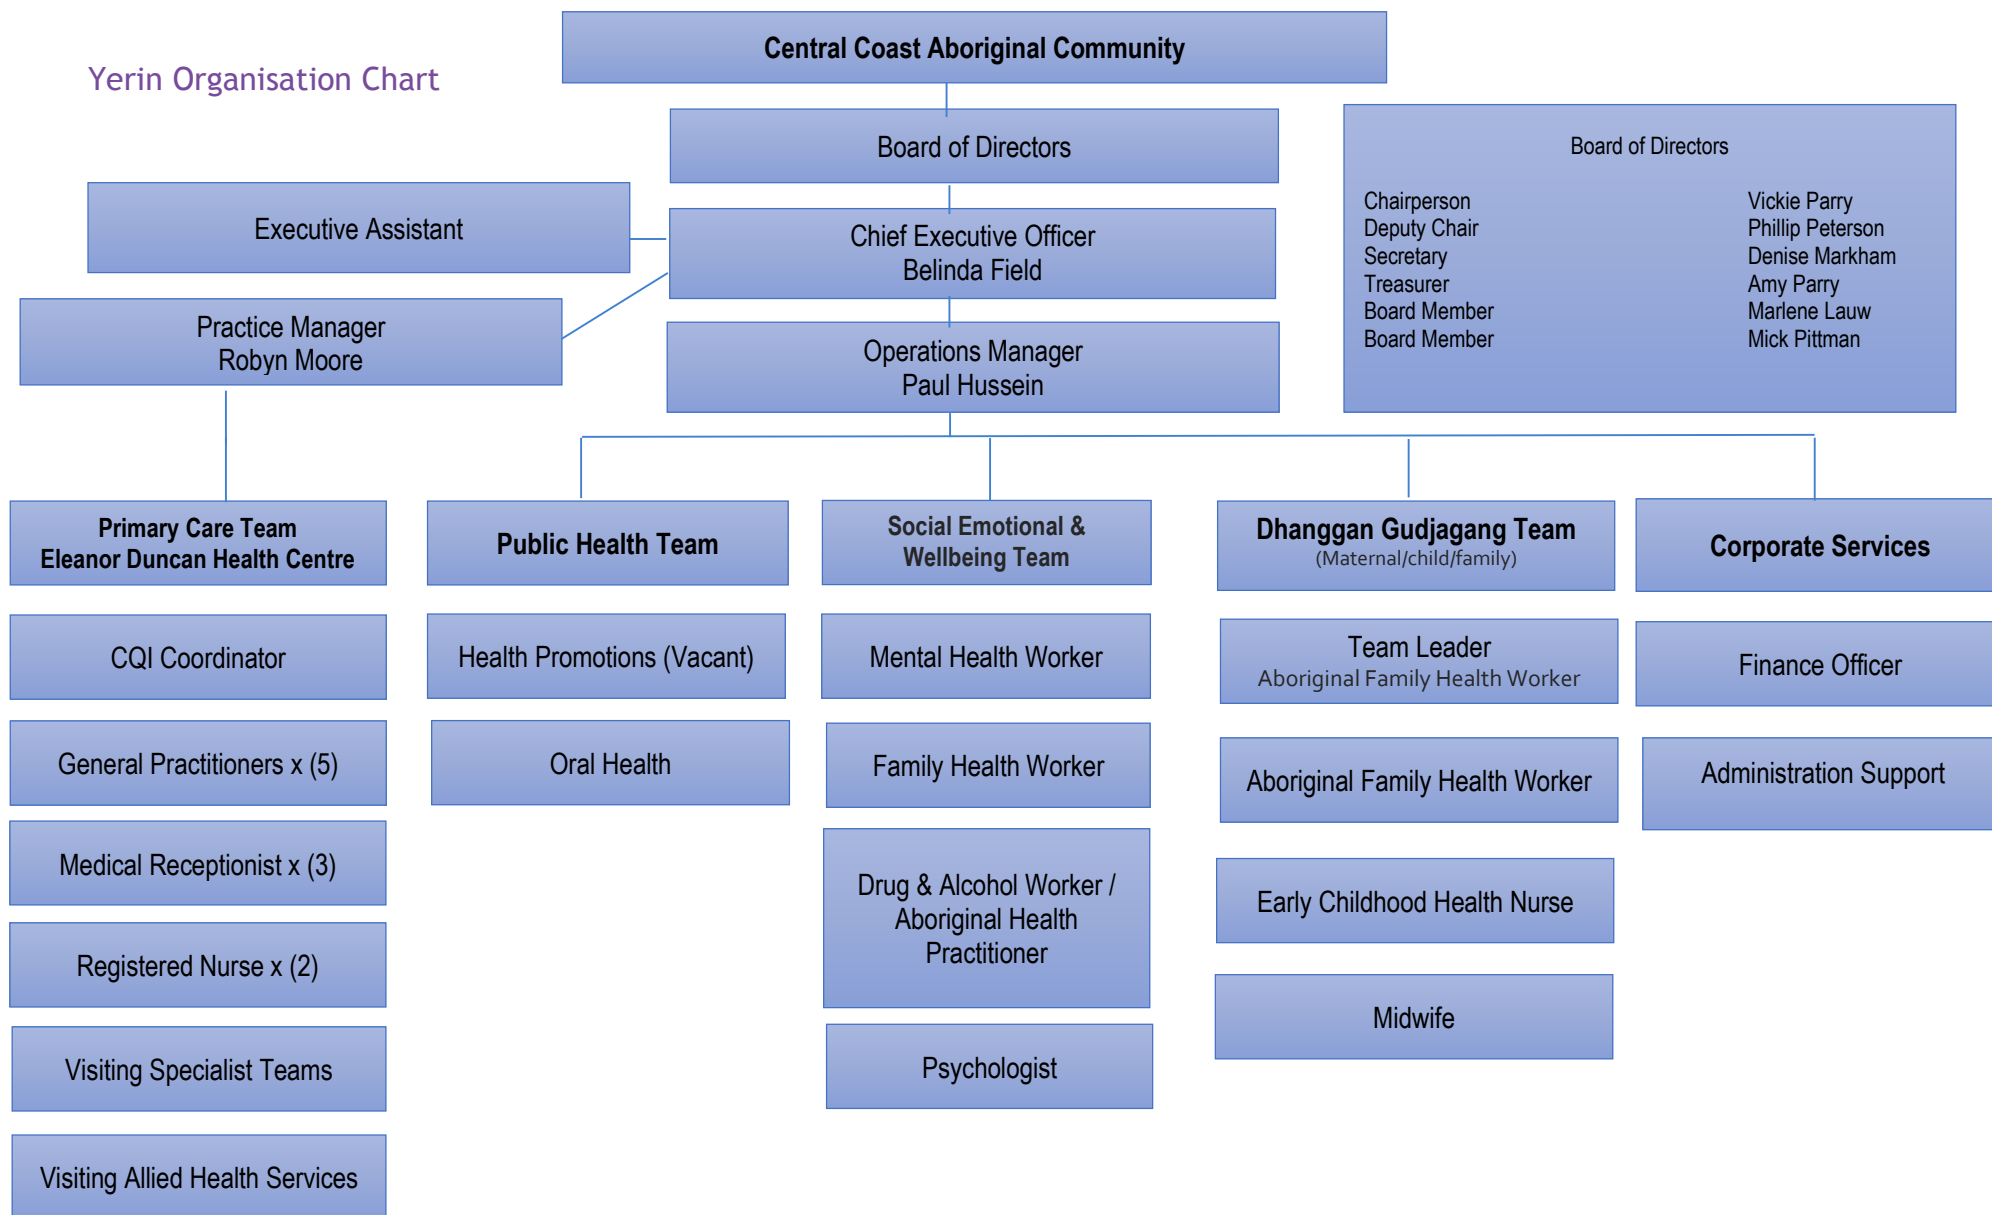 Central Coast Aboriginal Community
Yerin Organisation Chart
Board of Directors
Executive Assistant
Chief Executive Officer
Belinda Field
Practice Manager
Robyn Moore
Operations Manager
Paul Hussein
Board of Directors
Chairperson Vickie Parry
Deputy Chair Phillip Peterson
Secretary Denise Markham
Treasurer Amy Parry
Board Member Marlene Lauw
Board Member Mick Pittman
Primary Care Team
Eleanor Duncan Health Centre
CQI Coordinator
General Practitioners x (5)
Medical Receptionist x (3)
Registered Nurse x (2)
Visiting Specialist Teams
Visiting Allied Health Services
Public Health Team
Health Promotions (Vacant)
Oral Health
Social Emotional &
Wellbeing Team
Mental Health Worker
Family Health Worker
Drug & Alcohol Worker /
Aboriginal Health
Practitioner
Psychologist
Dhanggan Gudjagang Team
(Maternal/child/family)
Team Leader
Aboriginal Family Health Worker
Aboriginal Family Health Worker
Early Childhood Health Nurse
Midwife
Corporate Services
Finance Officer
Administration Support